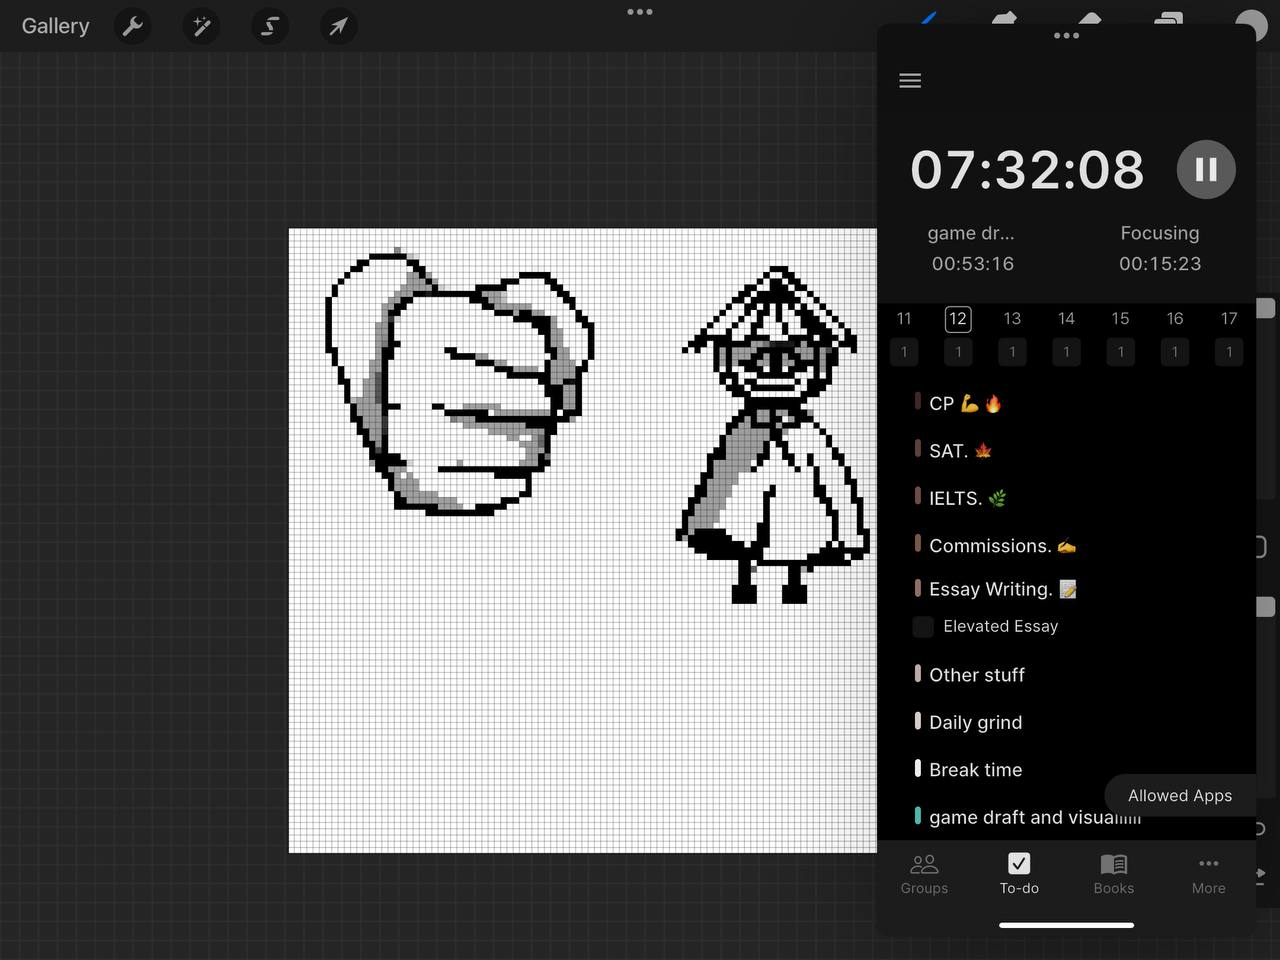 Gallery
07:32:08
game dr... Focusing
00:53:16 00:15:23
11 12 13 14 15 16 17
1 1 1 1 1 1 1
CP 💪🔥
SAT. 🍁
IELTS. 🌿
Commissions. ✍️
Essay Writing. 📝
Elevated Essay
Other stuff
Daily grind
Break time
Allowed Apps
game draft and visual
Groups To-do Books More